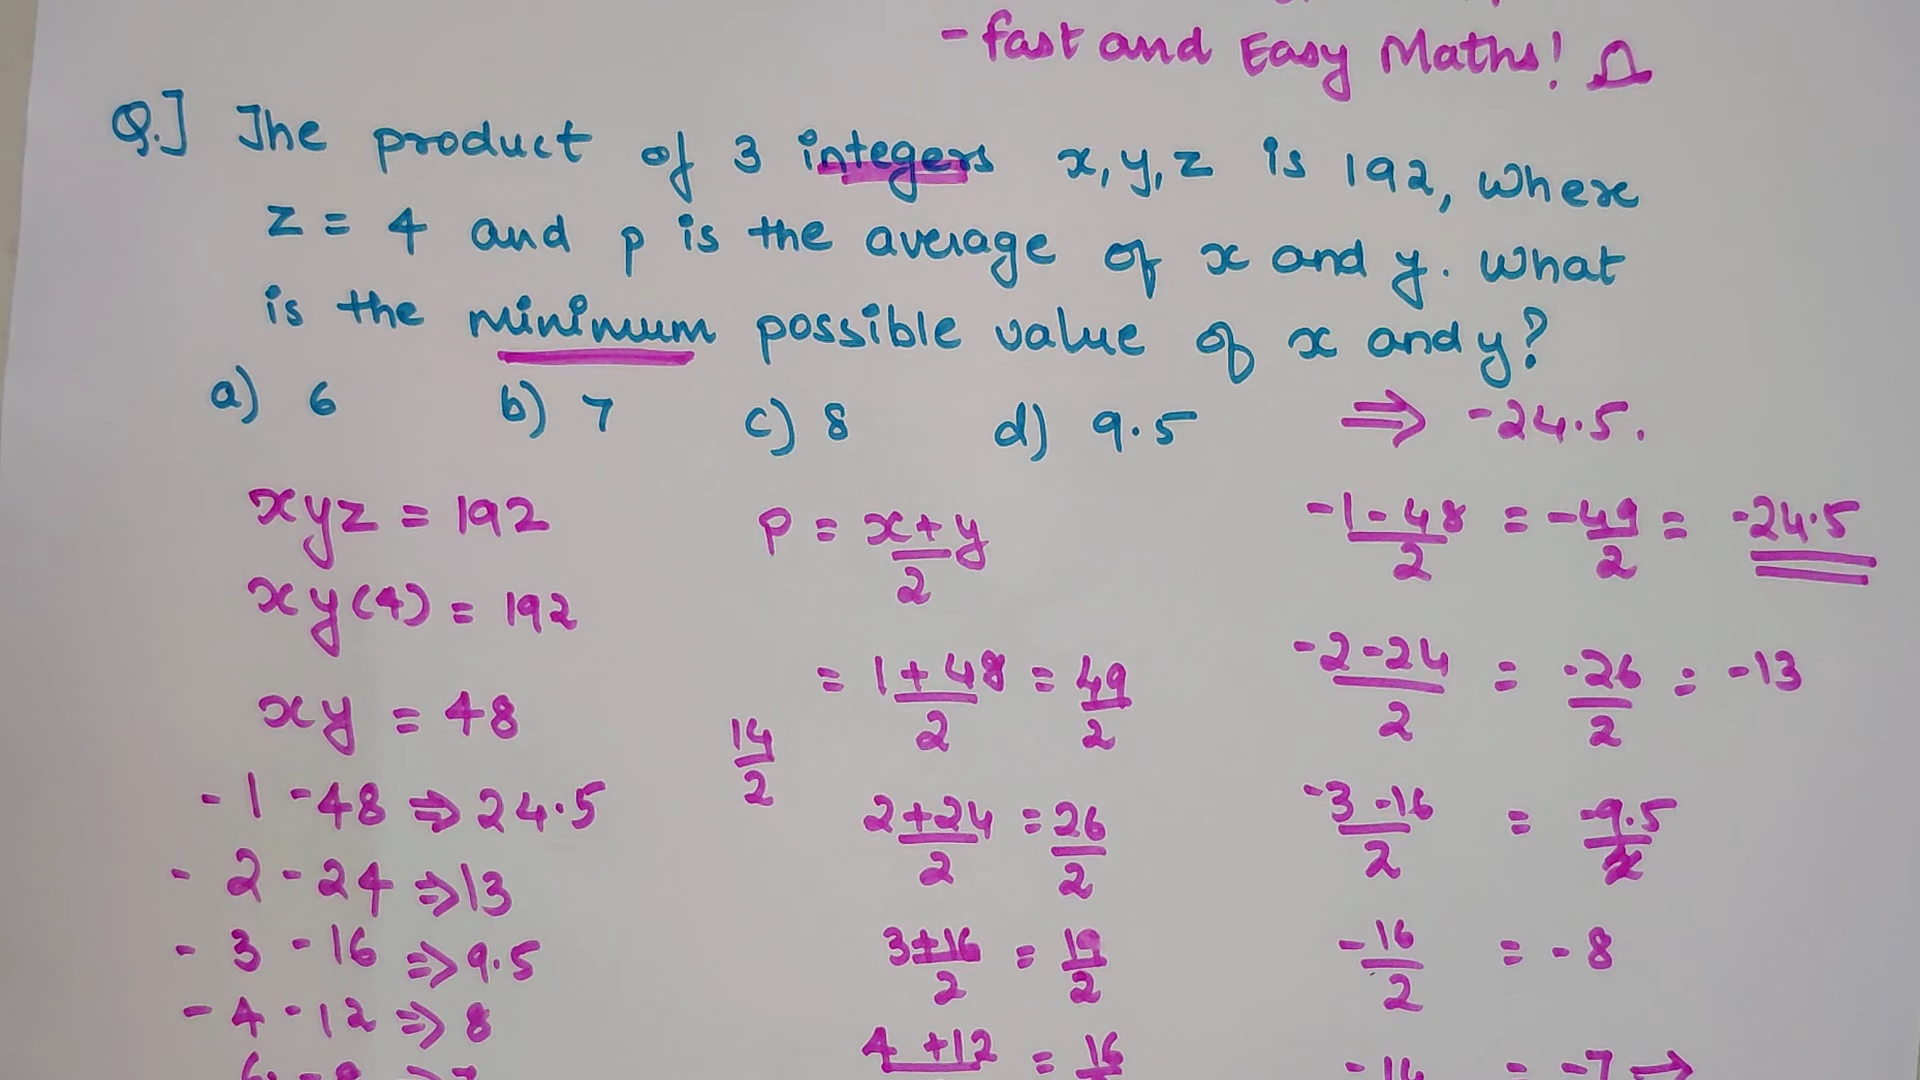 - fast and Easy Maths!
Q.] The product of 3 integers x, y, z is 192, where
z = 4 and p is the average of x and y. What
is the minimum possible value of x and y?
a) 6 b) 7 c) 8 d) 9.5 ⇒ -24.5.
xyz = 192
xy(4) = 192
xy = 48
-1 -48 ⇒ 24.5
-2 -24 ⇒ 13
-3 -16 ⇒ 9.5
-4 -12 ⇒ 8
14/2
p = x+y/2
= 1+48/2 = 49/2
2+24/2 = 26/2
3+16/2 = 19/2
4+12 = 16
-1-48/2 = -49/2 = -24.5
-2-24/2 = -26/2 = -13
-3-16/2 = -9.5/2
-16/2 = -8
-14 = -7 →